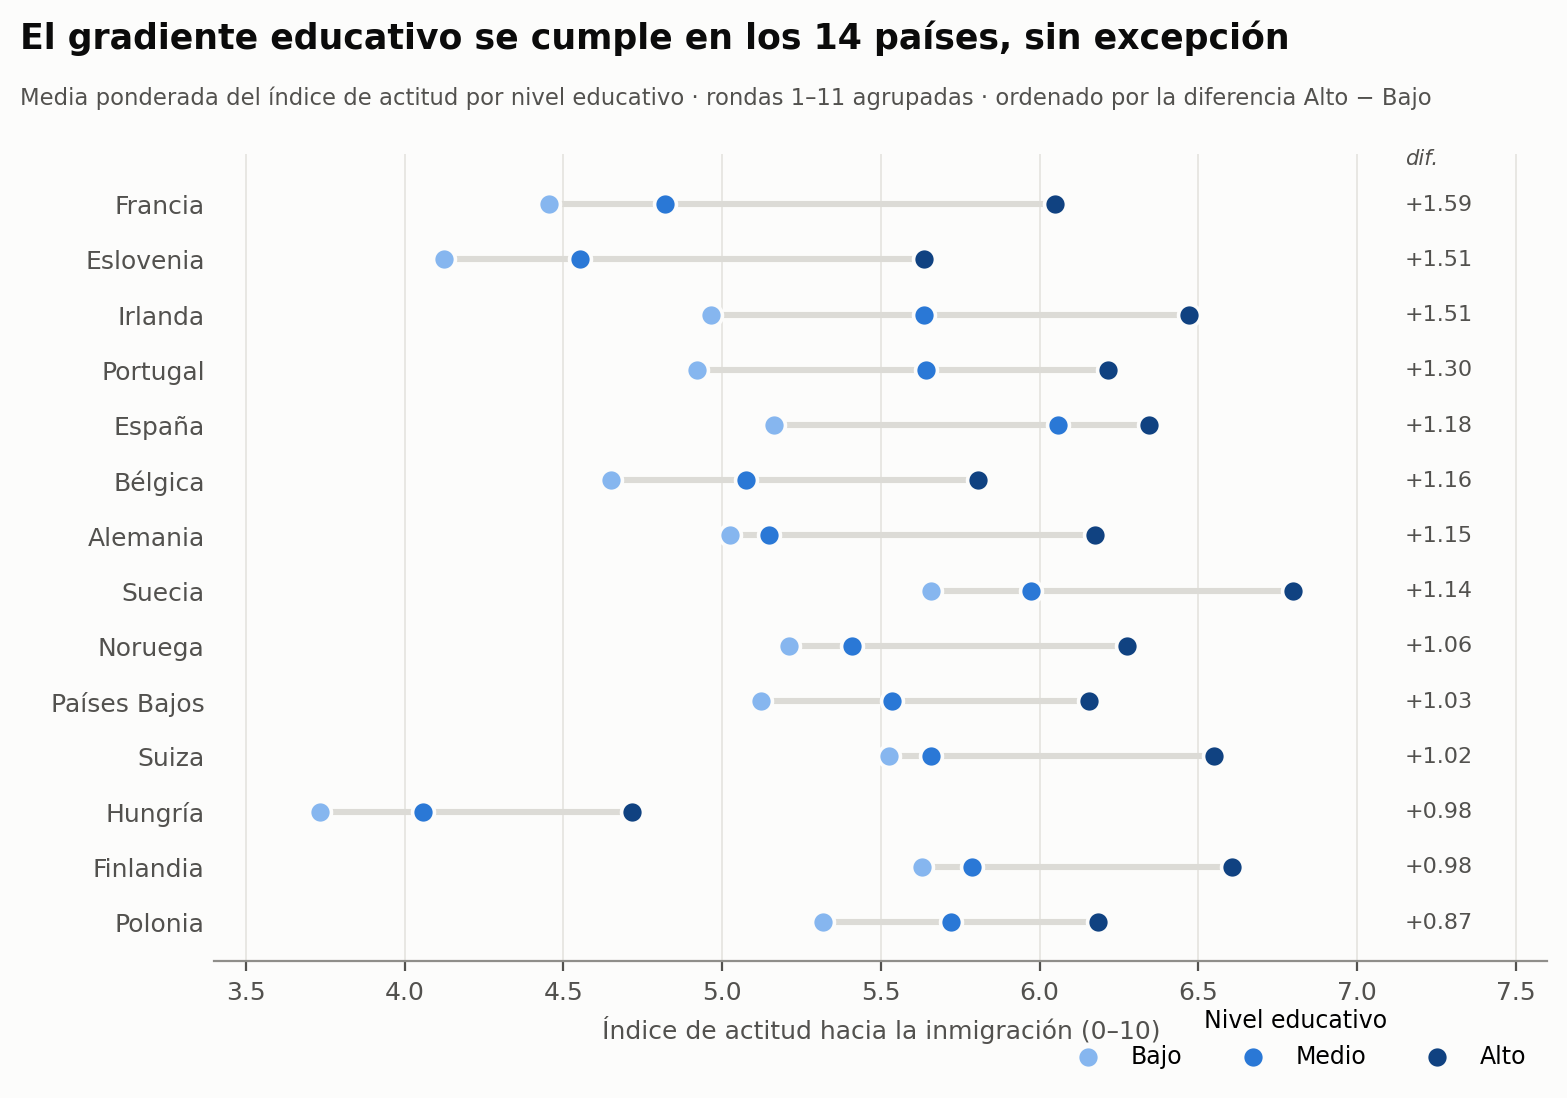 El gradiente educativo se cumple en los 14 países, sin excepción
Media ponderada del índice de actitud por nivel educativo · rondas 1–11 agrupadas · ordenado por la diferencia Alto − Bajo
dif.
Francia +1.59
Eslovenia +1.51
Irlanda +1.51
Portugal +1.30
España +1.18
Bélgica +1.16
Alemania +1.15
Suecia +1.14
Noruega +1.06
Países Bajos +1.03
Suiza +1.02
Hungría +0.98
Finlandia +0.98
Polonia +0.87
3.5 4.0 4.5 5.0 5.5 6.0 6.5 7.0 7.5
Índice de actitud hacia la inmigración (0–10)
Nivel educativo
Bajo Medio Alto